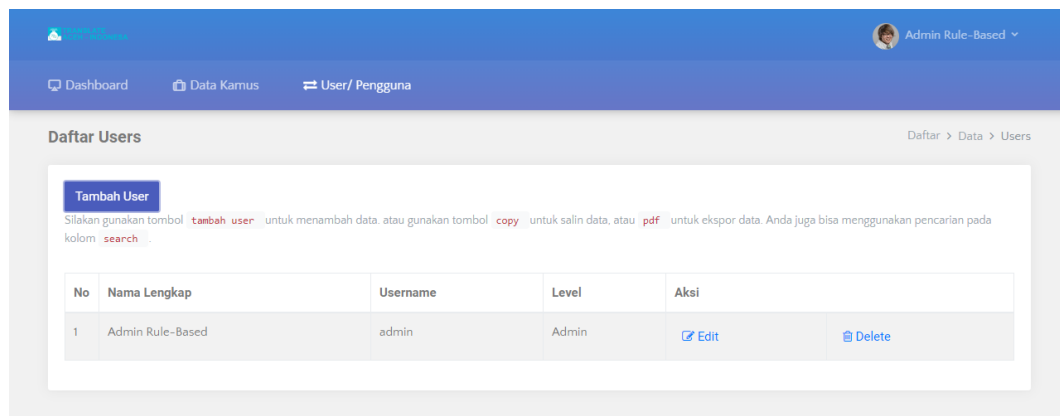 TRANSLATE
ACEH - INDONESIA
Admin Rule-Based
Dashboard
Data Kamus
User/ Pengguna
Daftar Users
Daftar > Data > Users
Tambah User
Silakan gunakan tombol tambah user untuk menambah data. atau gunakan tombol copy untuk salin data, atau pdf untuk ekspor data. Anda juga bisa menggunakan pencarian pada
kolom search .
No Nama Lengkap Username Level Aksi
1 Admin Rule-Based admin Admin Edit Delete